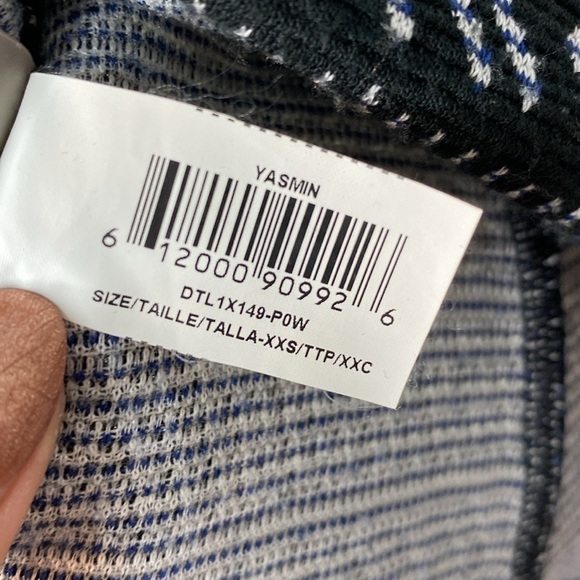 YASMIN
6 12000 90992 6
DTL1X149-P0W
SIZE/TAILLE/TALLA-XXS/TTP/XXC